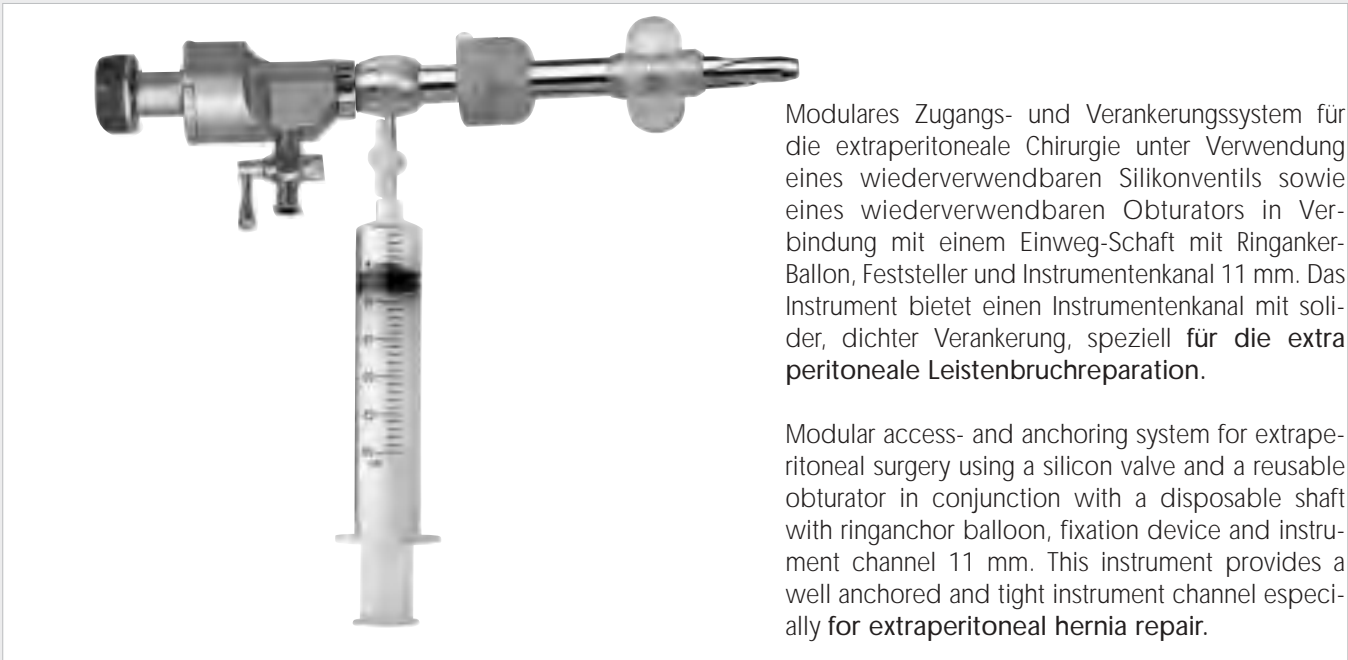 Modulares Zugangs- und Verankerungssystem für
die extraperitoneale Chirurgie unter Verwendung
eines wiederverwendbaren Silikonventils sowie
eines wiederverwendbaren Obturators in Ver-
bindung mit einem Einweg-Schaft mit Ringanker-
Ballon, Feststeller und Instrumentenkanal 11 mm. Das
Instrument bietet einen Instrumentenkanal mit soli-
der, dichter Verankerung, speziell für die extra
peritoneale Leistenbruchreparation.
Modular access- and anchoring system for extrape-
ritoneal surgery using a silicon valve and a reusable
obturator in conjunction with a disposable shaft
with ringanchor balloon, fixation device and instru-
ment channel 11 mm. This instrument provides a
well anchored and tight instrument channel especi-
ally for extraperitoneal hernia repair.